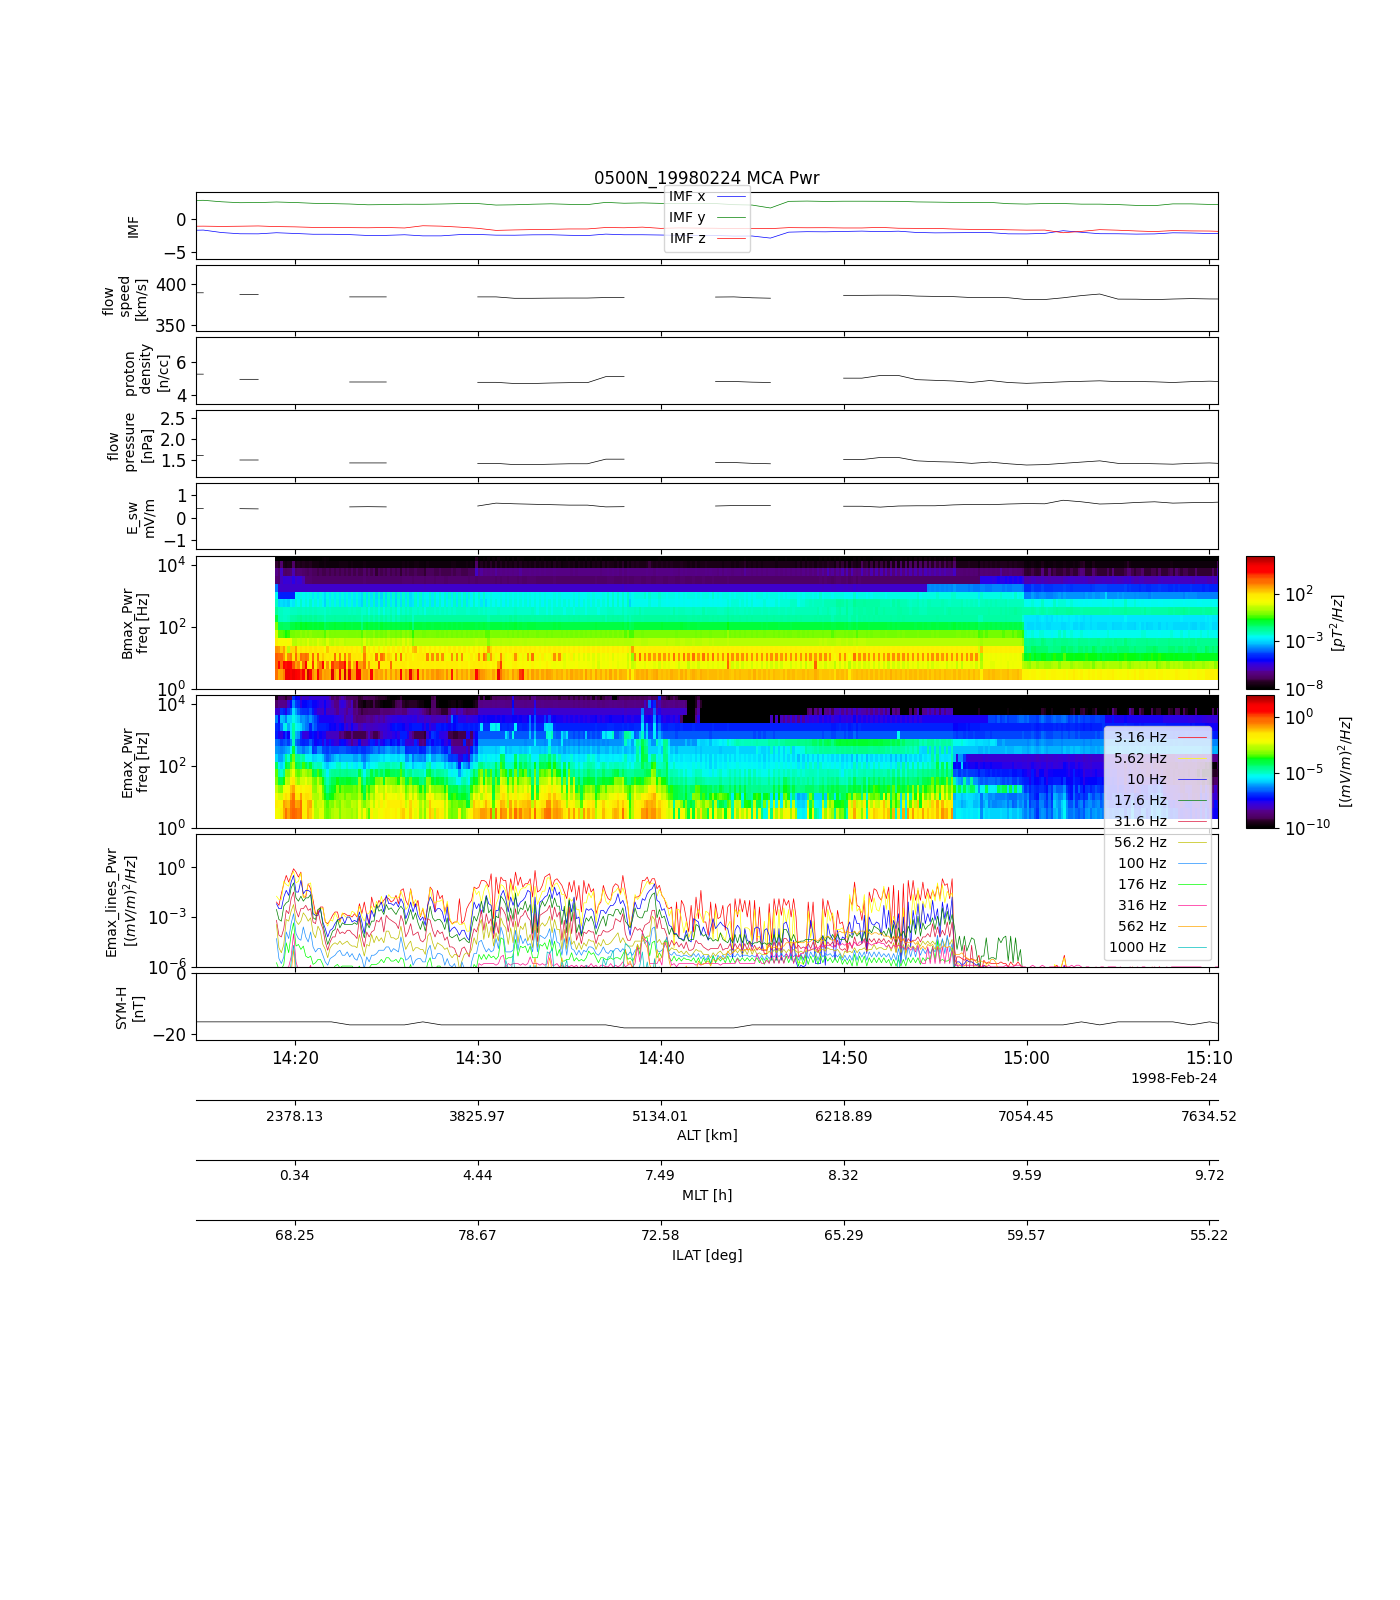 0500N_19980224 MCA Pwr
IMF x
IMF y
IMF z
0
−5
IMF
400
350
flow
speed
[km/s]
6
4
proton
density
[n/cc]
2.5
2.0
1.5
flow
pressure
[nPa]
1
0
−1
E_sw
mV/m
10^4
10^2
10^0
Bmax_Pwr
freq [Hz]
10^2
10^−3
10^−8
[pT^2/Hz]
10^4
10^2
10^0
Emax_Pwr
freq [Hz]
10^0
10^−5
10^−10
[(mV/m)^2/Hz]
3.16 Hz
5.62 Hz
10 Hz
17.6 Hz
31.6 Hz
56.2 Hz
100 Hz
176 Hz
316 Hz
562 Hz
1000 Hz
10^0
10^−3
10^−6
Emax_lines_Pwr
[(mV/m)^2/Hz]
0
−20
SYM-H
[nT]
14:20 14:30 14:40 14:50 15:00 15:10
1998-Feb-24
2378.13 3825.97 5134.01 6218.89 7054.45 7634.52
ALT [km]
0.34 4.44 7.49 8.32 9.59 9.72
MLT [h]
68.25 78.67 72.58 65.29 59.57 55.22
ILAT [deg]